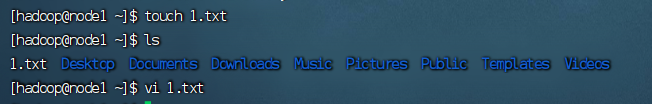 [hadoop@node1 ~]$ touch 1.txt
[hadoop@node1 ~]$ ls
1.txt Desktop Documents Downloads Music Pictures Public Templates Videos
[hadoop@node1 ~]$ vi 1.txt